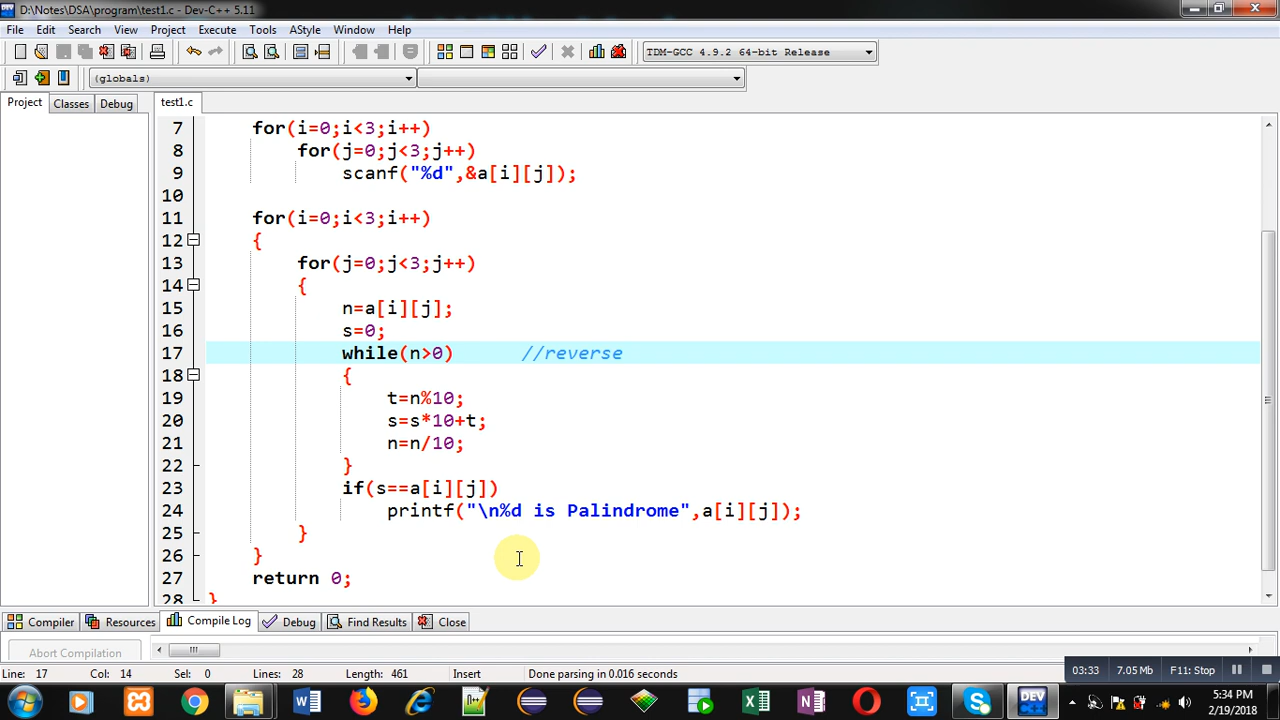 D:\Notes\DSA\program\test1.c - Dev-C++ 5.11
File Edit Search View Project Execute Tools AStyle Window Help
TDM-GCC 4.9.2 64-bit Release
(globals)
Project Classes Debug test1.c
7 for(i=0;i<3;i++)
8 for(j=0;j<3;j++)
9 scanf("%d",&a[i][j]);
10
11 for(i=0;i<3;i++)
12 {
13 for(j=0;j<3;j++)
14 {
15 n=a[i][j];
16 s=0;
17 while(n>0) //reverse
18 {
19 t=n%10;
20 s=s*10+t;
21 n=n/10;
22 }
23 if(s==a[i][j])
24 printf("\n%d is Palindrome",a[i][j]);
25 }
26 }
27 return 0;
28 }
Compiler Resources Compile Log Debug Find Results Close
Abort Compilation
Line: 17 Col: 14 Sel: 0 Lines: 28 Length: 461 Insert Done parsing in 0.016 seconds
03:33 7.05 Mb F11: Stop
DEV
5:34 PM
2/19/2018